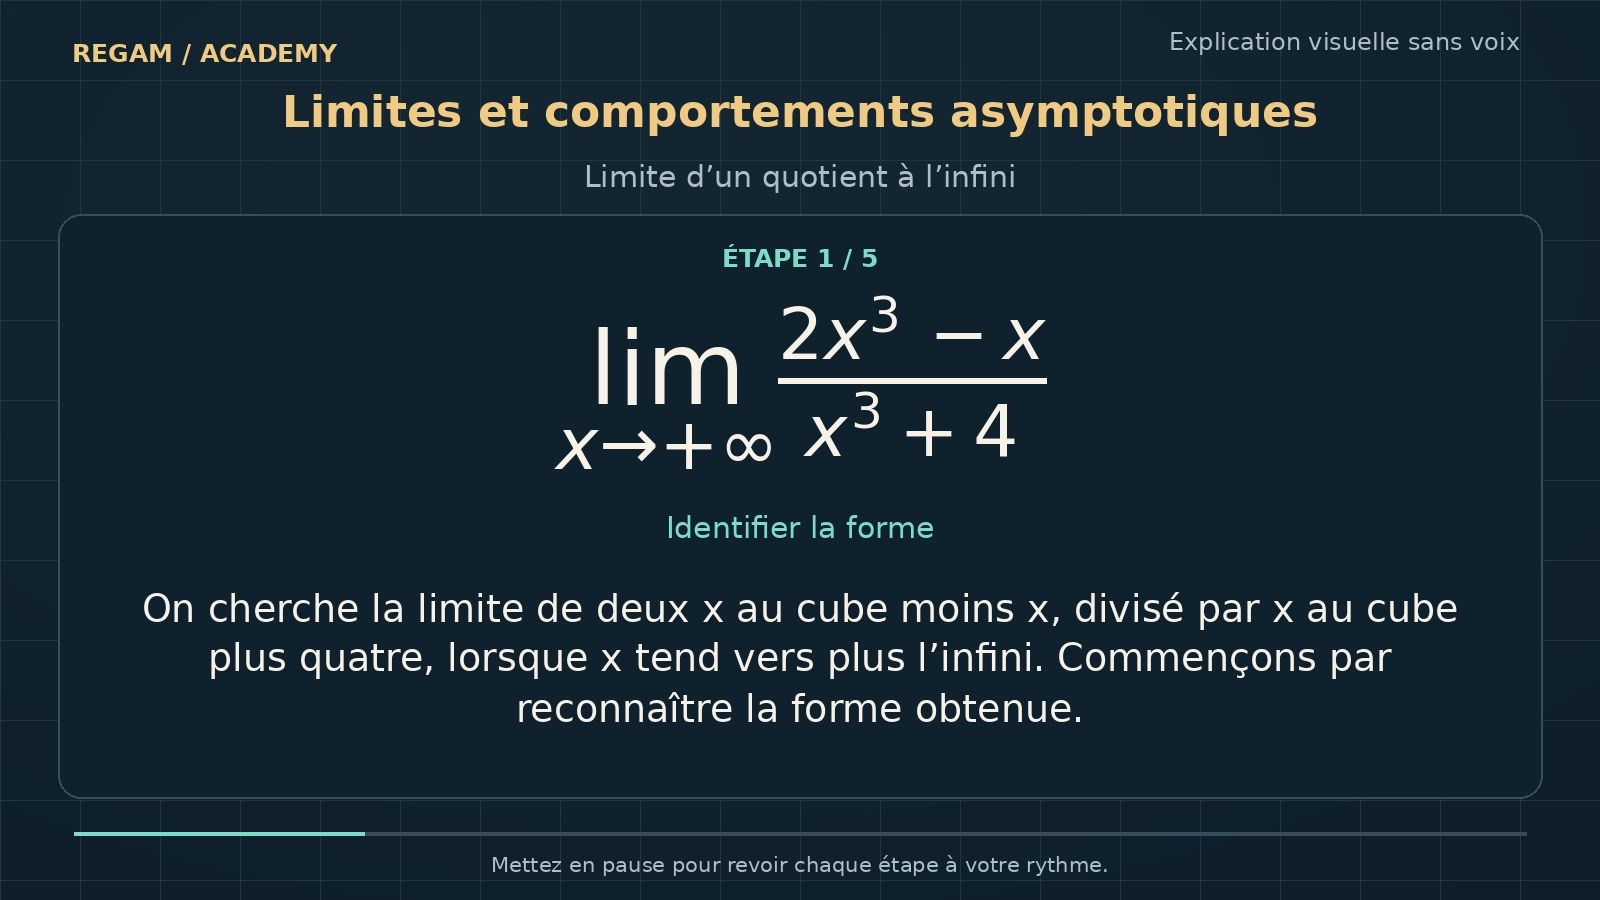 REGAM / ACADEMY
Explication visuelle sans voix
Limites et comportements asymptotiques
Limite d’un quotient à l’infini
ÉTAPE 1 / 5
lim x→+∞ (2x³ − x)/(x³ + 4)
Identifier la forme
On cherche la limite de deux x au cube moins x, divisé par x au cube
plus quatre, lorsque x tend vers plus l’infini. Commençons par
reconnaître la forme obtenue.
Mettez en pause pour revoir chaque étape à votre rythme.